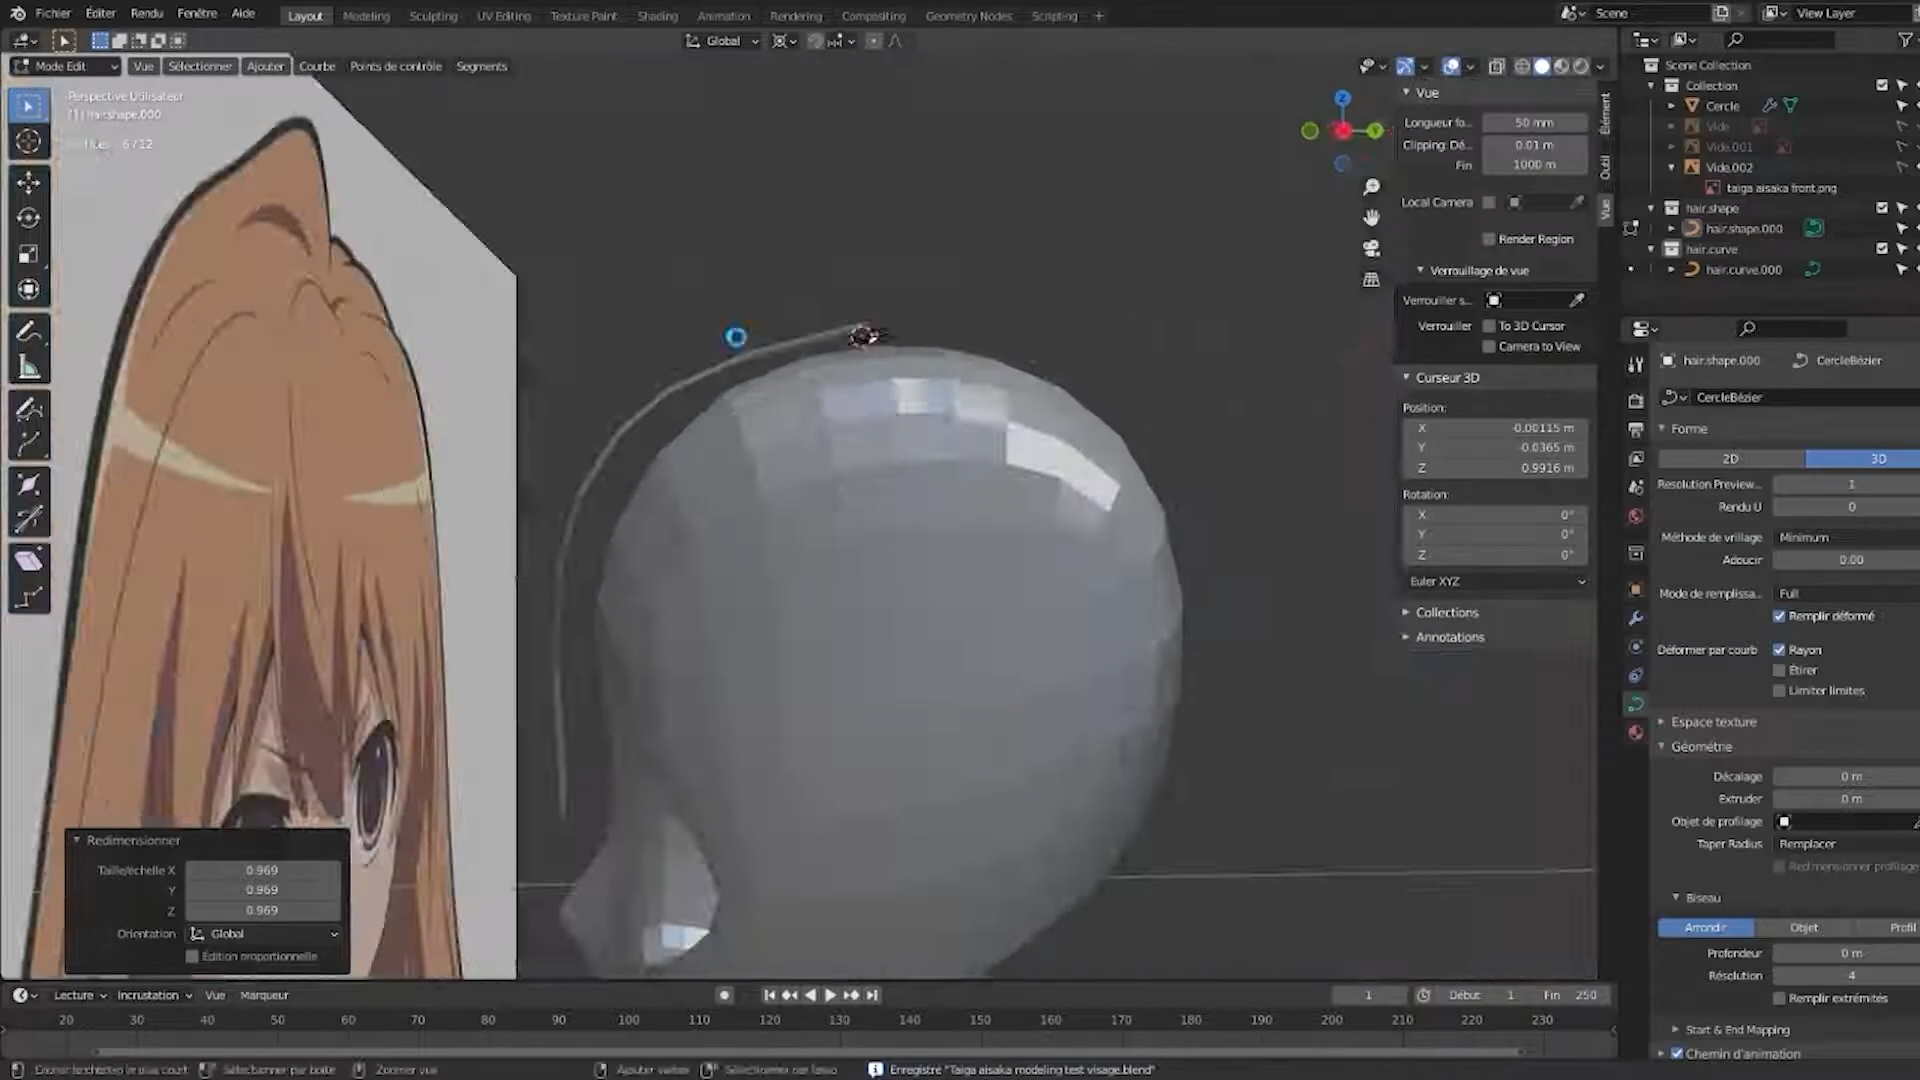 Fichier Éditer Rendu Fenêtre Aide
Layout Modeling Sculpting UV Editing Texture Paint Shading Animation Rendering Compositing Geometry Nodes Scripting +
Scene
View Layer
Global
Mode Edit Vue Sélectionner Ajouter Courbe Points de contrôle Segments
Perspective Utilisateur
(1) hair.shape.000
6 / 12
Vue
Longueur fo... 50 mm
Clipping: Dé... 0.01 m
Fin 1000 m
Local Camera
Render Region
Verrouillage de vue
Verrouiller s...
Verrouiller To 3D Cursor
Camera to View
Curseur 3D
Position:
X -0.00115 m
Y -0.0365 m
Z 0.9916 m
Rotation:
X 0°
Y 0°
Z 0°
Euler XYZ
Collections
Annotations
Élément
Outil
Vue
Scene Collection
Collection
Cercle
Vide
Vide.001
Vide.002
taiga aisaka front.png
hair.shape
hair.shape.000
hair.curve
hair.curve.000
hair.shape.000 CercleBézier
CercleBézier
Forme
2D 3D
Resolution Preview... 1
Rendu U 0
Méthode de vrillage Minimum
Adoucir 0.00
Mode de remplissa... Full
Remplir déformé
Déformer par courb Rayon
Étirer
Limiter limites
Espace texture
Géométrie
Décalage 0 m
Extruder 0 m
Objet de profilage
Taper Radius Remplacer
Redimensionner profilage
Biseau
Arrondir Objet Profil
Profondeur 0 m
Résolution 4
Remplir extrémités
Start & End Mapping
Chemin d'animation
Redimensionner
Taille/échelle X 0.969
Y 0.969
Z 0.969
Orientation Global
Édition proportionnelle
Lecture Incrustation Vue Marqueur
1 Début 1 Fin 250
20 30 40 50 60 70 80 90 100 110 120 130 140 150 160 170 180 190 200 210 220 230
Sélectionner par boîte Zoomer vue Ajouter vertex Sélectionner par lasso Enregistré "Taiga aisaka modeling test visage.blend"